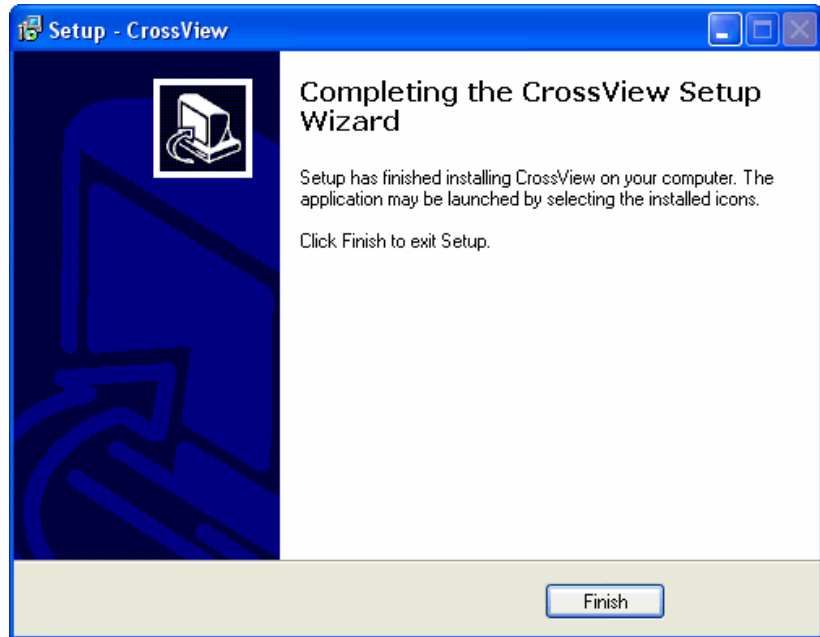 Setup - CrossView
Completing the CrossView Setup
Wizard
Setup has finished installing CrossView on your computer. The
application may be launched by selecting the installed icons.
Click Finish to exit Setup.
Finish